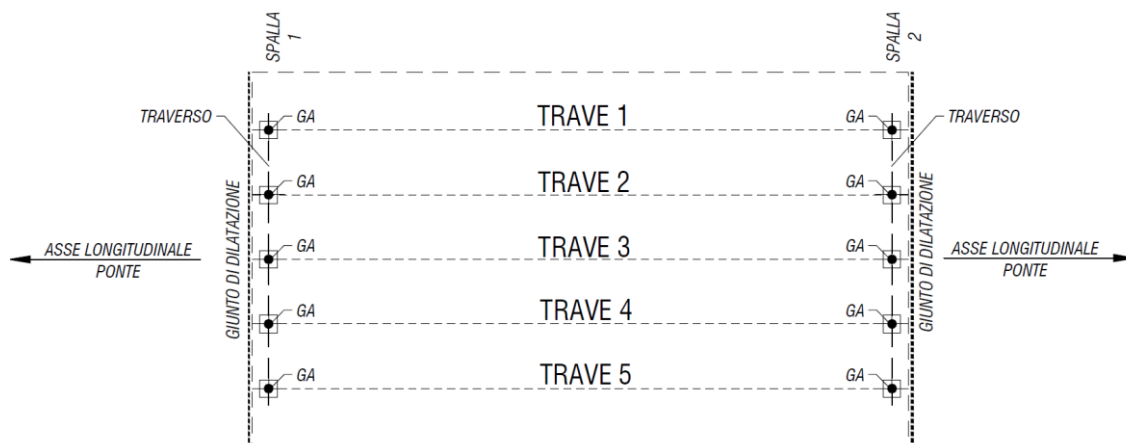 SPALLA
1
SPALLA
2
TRAVERSO
GA
TRAVE 1
GA
TRAVERSO
GA
TRAVE 2
GA
GIUNTO DI DILATAZIONE
GIUNTO DI DILATAZIONE
ASSE LONGITUDINALE
PONTE
GA
TRAVE 3
GA
ASSE LONGITUDINALE
PONTE
GA
TRAVE 4
GA
GA
TRAVE 5
GA